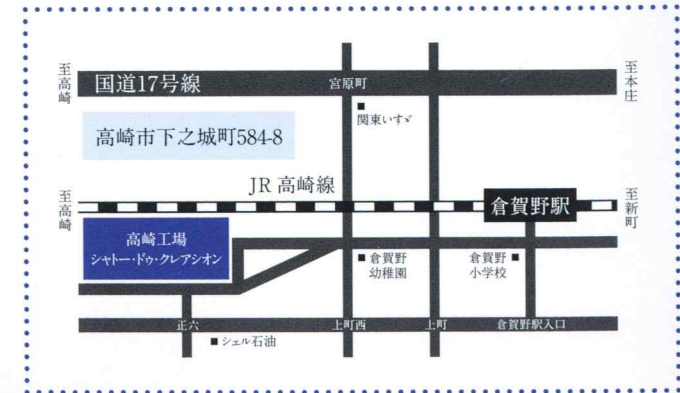 至高崎
国道17号線
宮原町
至本庄
関東いすゞ
高崎市下之城町584-8
JR 高崎線
至高崎
倉賀野駅
至新町
高崎工場
シャトー・ドゥ・クレアシオン
倉賀野
幼稚園
倉賀野
小学校
正六
上町西
上町
倉賀野駅入口
シェル石油